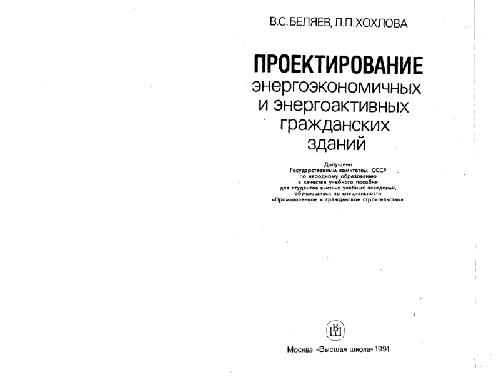 В.С. БЕЛЯЕВ, Л.П. ХОХЛОВА
ПРОЕКТИРОВАНИЕ
энергоэкономичных
и энергоактивных
гражданских
зданий
Допущено
Государственным комитетом СССР
по народному образованию
в качестве учебного пособия
для студентов высших учебных заведений,
обучающихся по специальности
«Промышленное и гражданское строительство»
Москва «Высшая школа» 1991